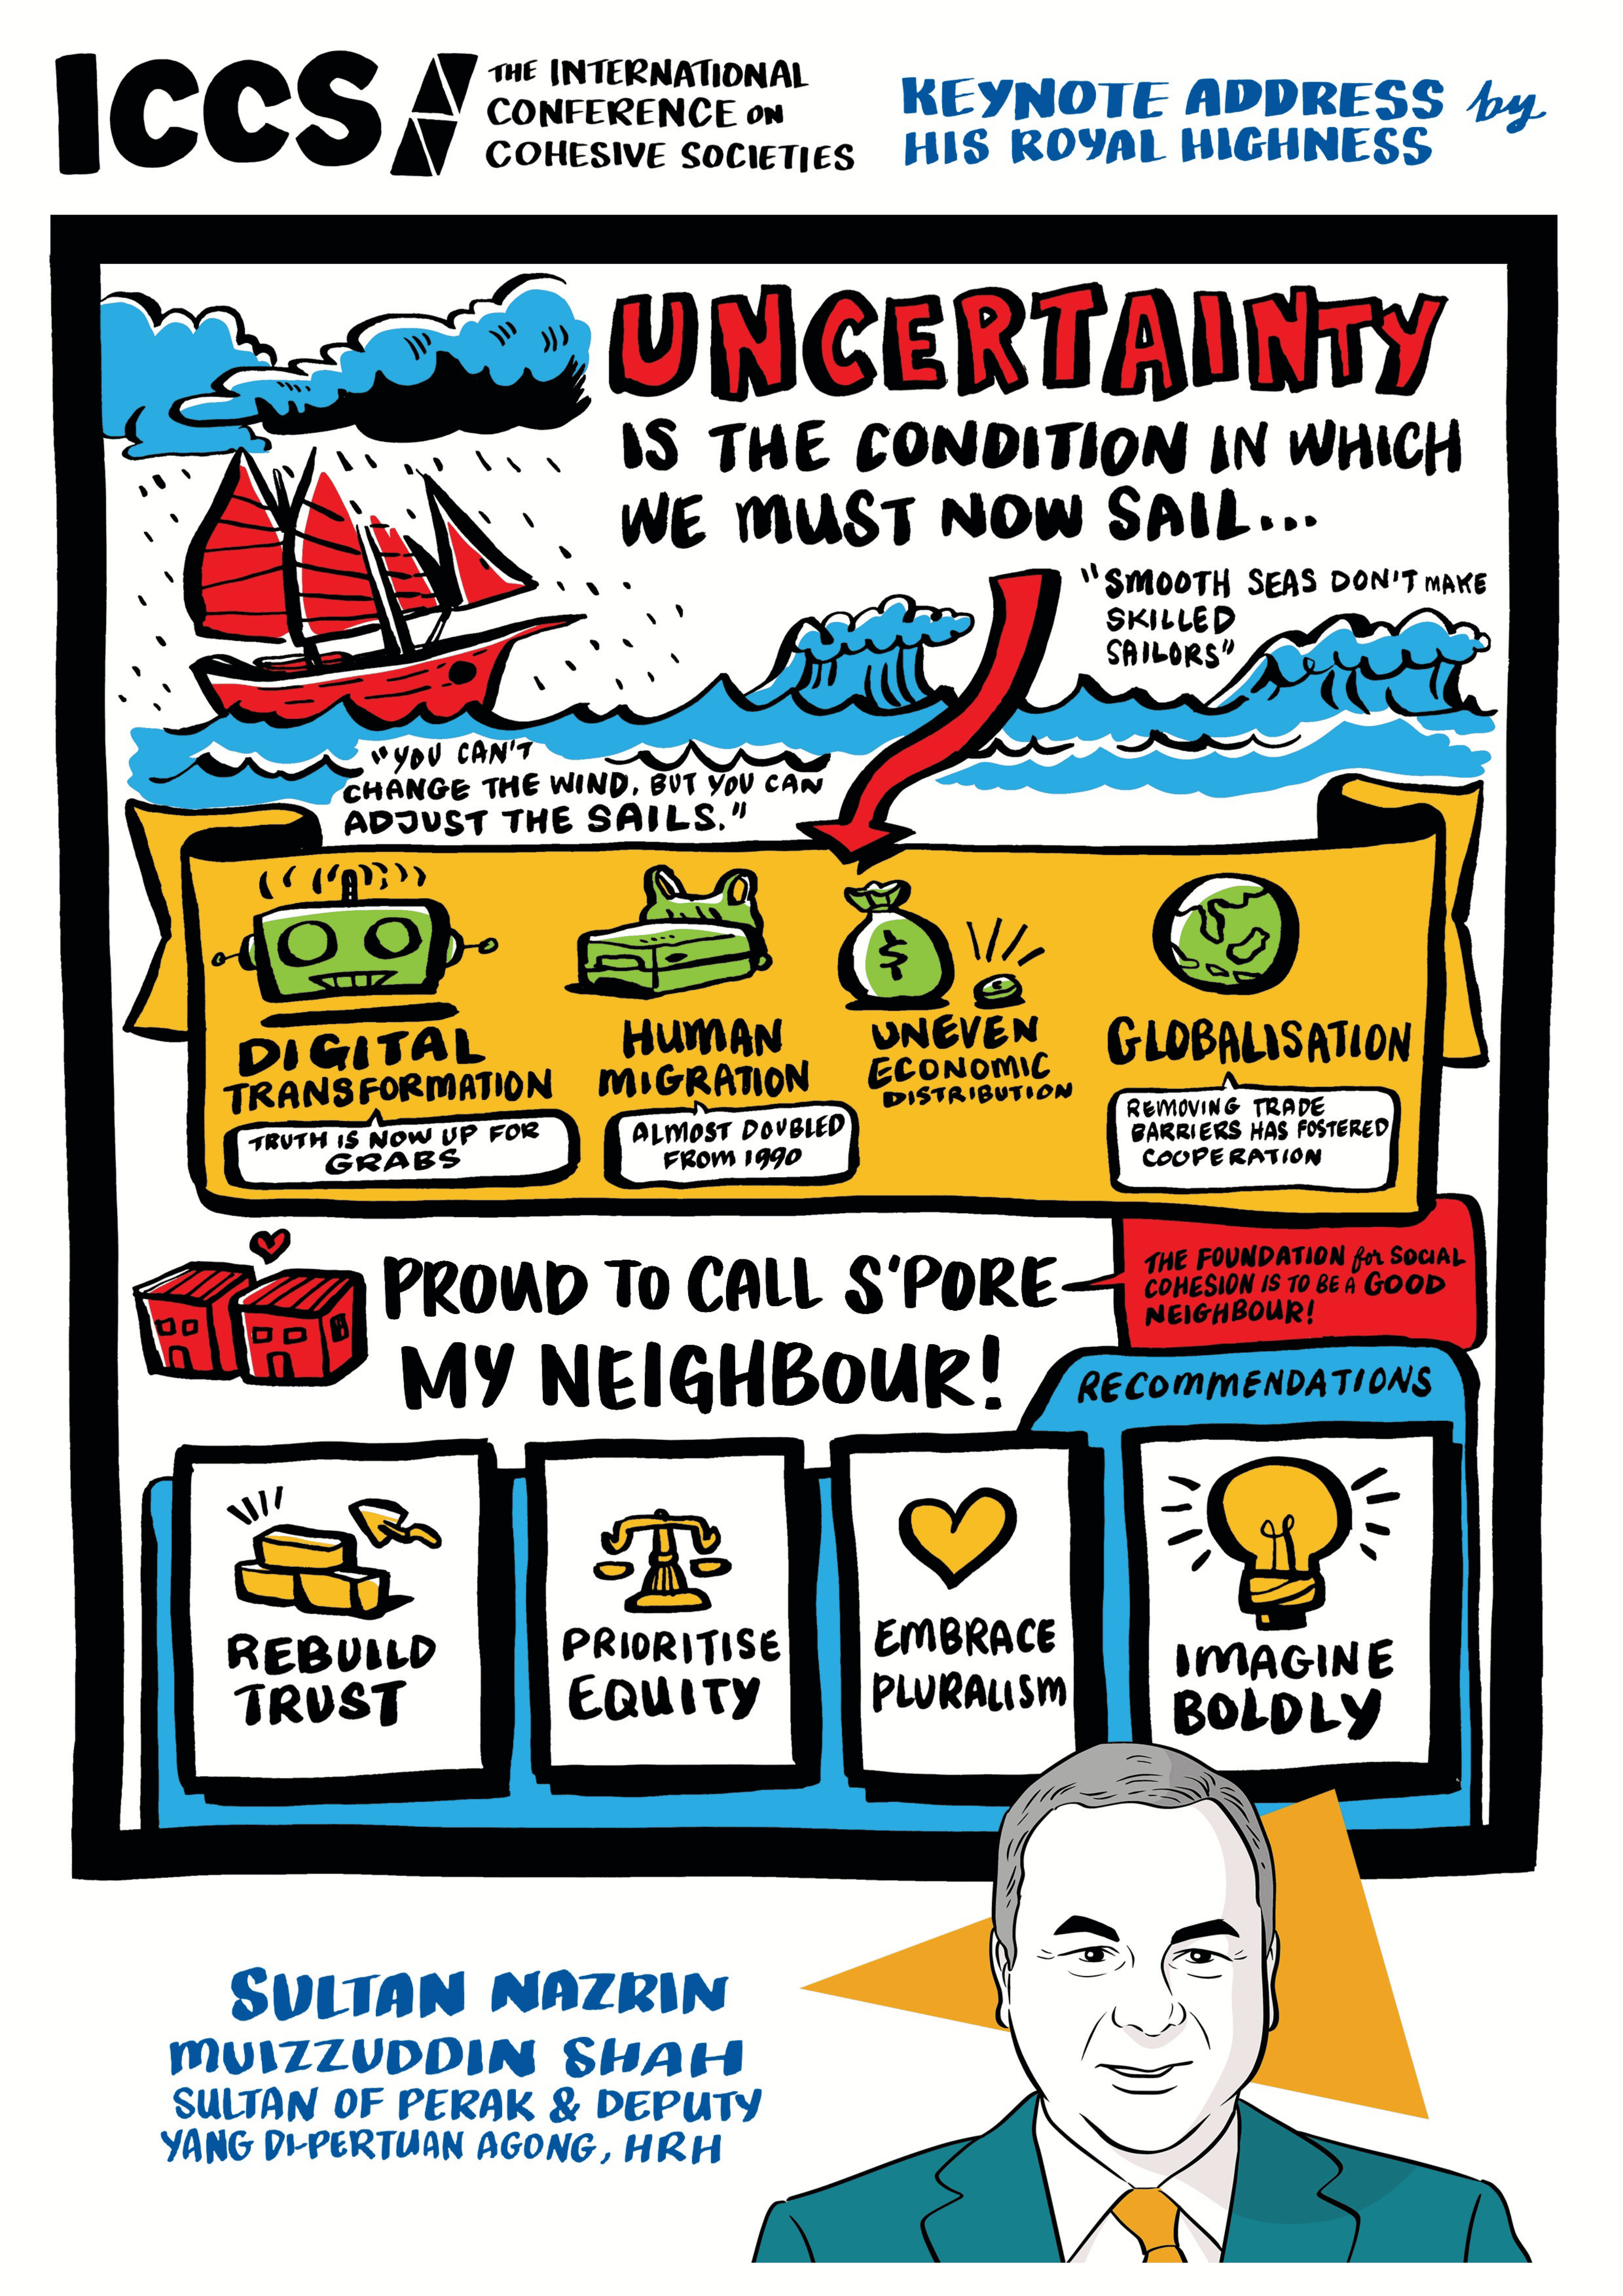 ICCS
THE INTERNATIONAL
CONFERENCE ON
COHESIVE SOCIETIES
KEYNOTE ADDRESS by
HIS ROYAL HIGHNESS
UNCERTAINTY
IS THE CONDITION IN WHICH
WE MUST NOW SAIL...
"SMOOTH SEAS DON'T MAKE
SKILLED
SAILORS"
"YOU CAN'T
CHANGE THE WIND, BUT YOU CAN
ADJUST THE SAILS."
$
DIGITAL
TRANSFORMATION
TRUTH IS NOW UP FOR
GRABS
HUMAN
MIGRATION
ALMOST DOUBLED
FROM 1990
UNEVEN
ECONOMIC
DISTRIBUTION
GLOBALISATION
REMOVING TRADE
BARRIERS HAS FOSTERED
COOPERATION
PROUD TO CALL S'PORE
MY NEIGHBOUR!
THE FOUNDATION for SOCIAL
COHESION IS TO BE A GOOD
NEIGHBOUR!
RECOMMENDATIONS
REBUILD
TRUST
PRIORITISE
EQUITY
EMBRACE
PLURALISM
IMAGINE
BOLDLY
SULTAN NAZRIN
MUIZZUDDIN SHAH
SULTAN OF PERAK & DEPUTY
YANG DI-PERTUAN AGONG, HRH